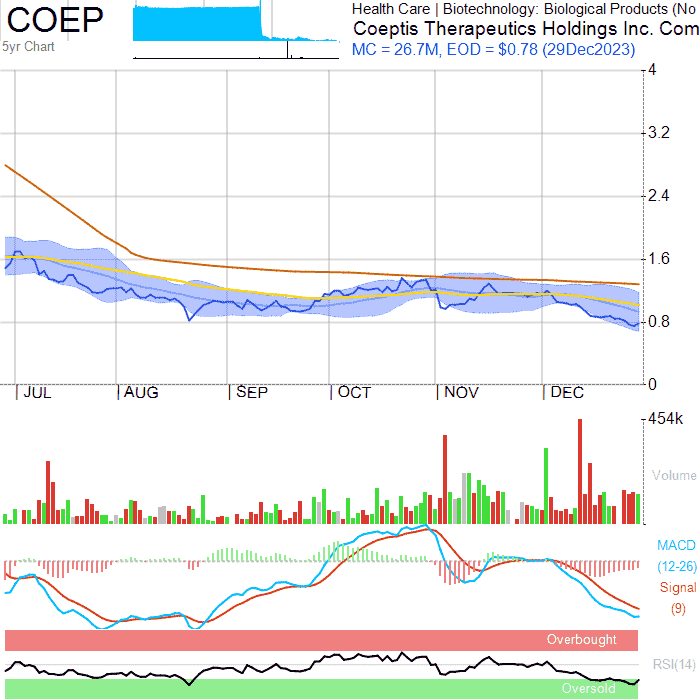 COEP
5yr Chart
Health Care | Biotechnology: Biological Products (No
Coeptis Therapeutics Holdings Inc. Com
MC = 26.7M, EOD = $0.78 (29Dec2023)
4
3.2
2.4
1.6
0.8
0
| JUL | AUG | SEP | OCT | NOV | DEC
454k
Volume
MACD
(12-26)
Signal
(9)
Overbought
RSI(14)
Oversold